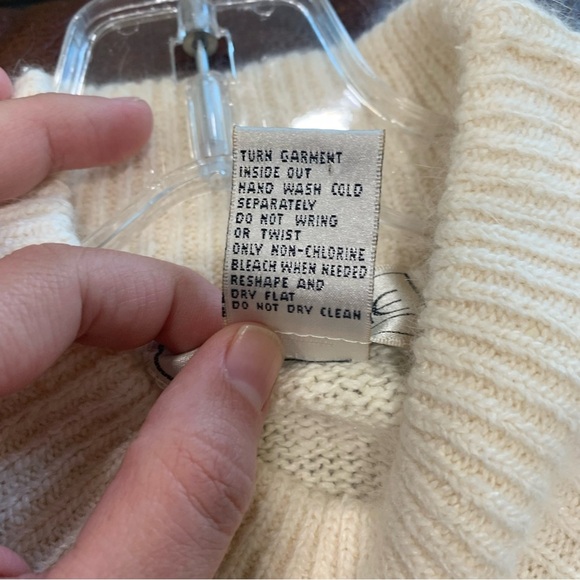 TURN GARMENT
INSIDE OUT
HAND WASH COLD
SEPARATELY
DO NOT WRING
OR TWIST
ONLY NON-CHLORINE
BLEACH WHEN NEEDED
RESHAPE AND
DRY FLAT
DO NOT DRY CLEAN